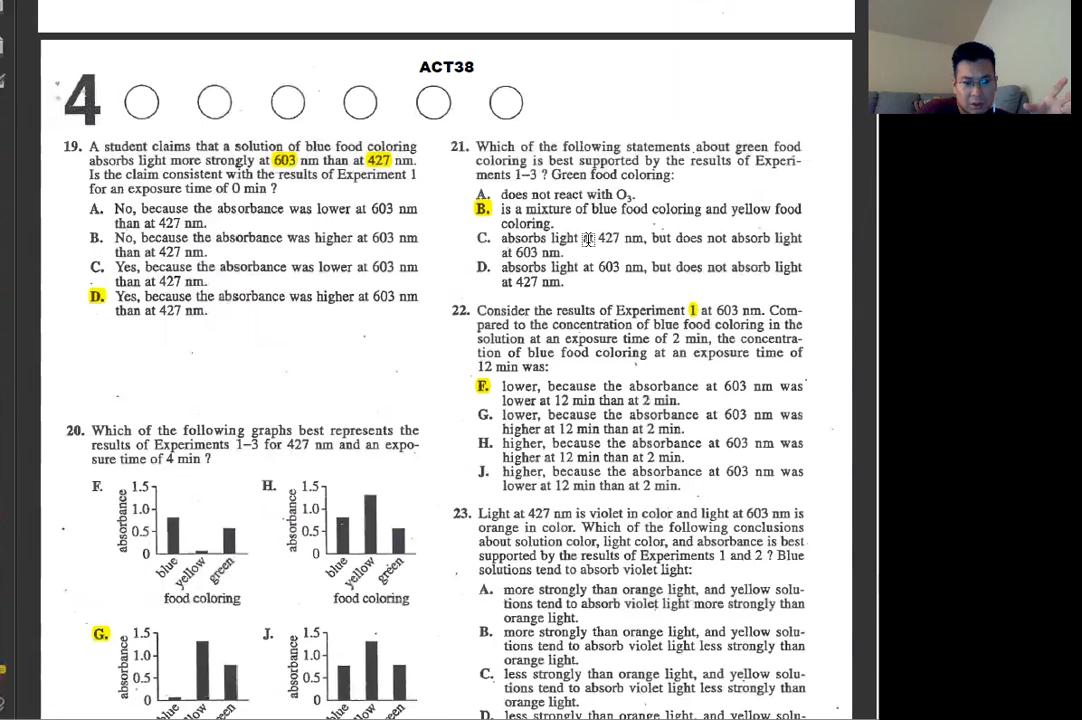 ACT38
4
19. A student claims that a solution of blue food coloring
absorbs light more strongly at 603 nm than at 427 nm.
Is the claim consistent with the results of Experiment 1
for an exposure time of 0 min ?
A. No, because the absorbance was lower at 603 nm
than at 427 nm.
B. No, because the absorbance was higher at 603 nm
than at 427 nm.
C. Yes, because the absorbance was lower at 603 nm
than at 427 nm.
D. Yes, because the absorbance was higher at 603 nm
than at 427 nm.
20. Which of the following graphs best represents the
results of Experiments 1–3 for 427 nm and an expo-
sure time of 4 min ?
F.
absorbance
1.5
1.0
0.5
0
blue
yellow
green
food coloring
H.
absorbance
1.5
1.0
0.5
0
blue
yellow
green
food coloring
G.
absorbance
1.5
1.0
0.5
0
J.
absorbance
1.5
1.0
0.5
0
21. Which of the following statements about green food
coloring is best supported by the results of Experi-
ments 1–3 ? Green food coloring:
A. does not react with O3.
B. is a mixture of blue food coloring and yellow food
coloring.
C. absorbs light at 427 nm, but does not absorb light
at 603 nm.
D. absorbs light at 603 nm, but does not absorb light
at 427 nm.
22. Consider the results of Experiment 1 at 603 nm. Com-
pared to the concentration of blue food coloring in the
solution at an exposure time of 2 min, the concentra-
tion of blue food coloring at an exposure time of
12 min was:
F. lower, because the absorbance at 603 nm was
lower at 12 min than at 2 min.
G. lower, because the absorbance at 603 nm was
higher at 12 min than at 2 min.
H. higher, because the absorbance at 603 nm was
higher at 12 min than at 2 min.
J. higher, because the absorbance at 603 nm was
lower at 12 min than at 2 min.
23. Light at 427 nm is violet in color and light at 603 nm is
orange in color. Which of the following conclusions
about solution color, light color, and absorbance is best
supported by the results of Experiments 1 and 2 ? Blue
solutions tend to absorb violet light:
A. more strongly than orange light, and yellow solu-
tions tend to absorb violet light more strongly than
orange light.
B. more strongly than orange light, and yellow solu-
tions tend to absorb violet light less strongly than
orange light.
C. less strongly than orange light, and yellow solu-
tions tend to absorb violet light less strongly than
orange light.
D. less strongly than orange light, and yellow solu-